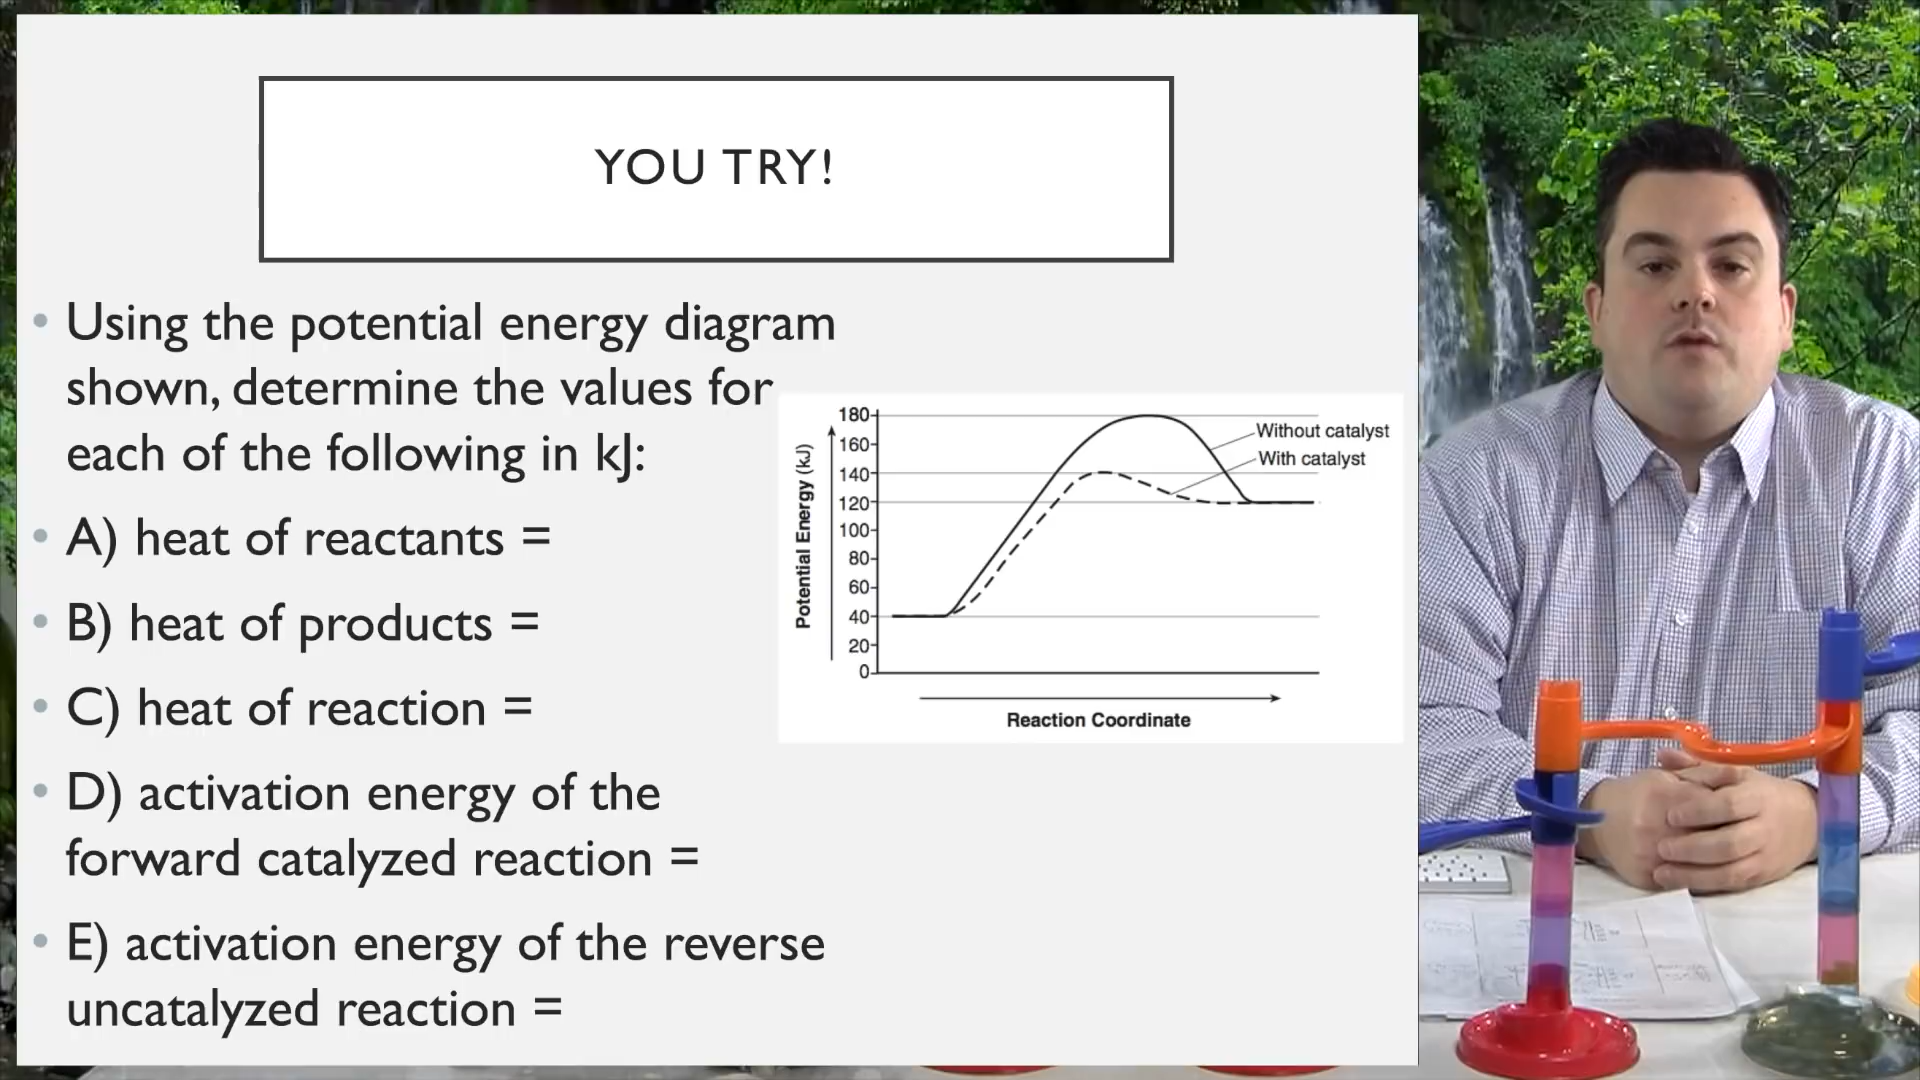 YOU TRY!
• Using the potential energy diagram
shown, determine the values for
each of the following in kJ:
• A) heat of reactants =
• B) heat of products =
• C) heat of reaction =
• D) activation energy of the
forward catalyzed reaction =
• E) activation energy of the reverse
uncatalyzed reaction =
Potential Energy (kJ)
180
160
140
120
100
80
60
40
20
0
Without catalyst
With catalyst
Reaction Coordinate